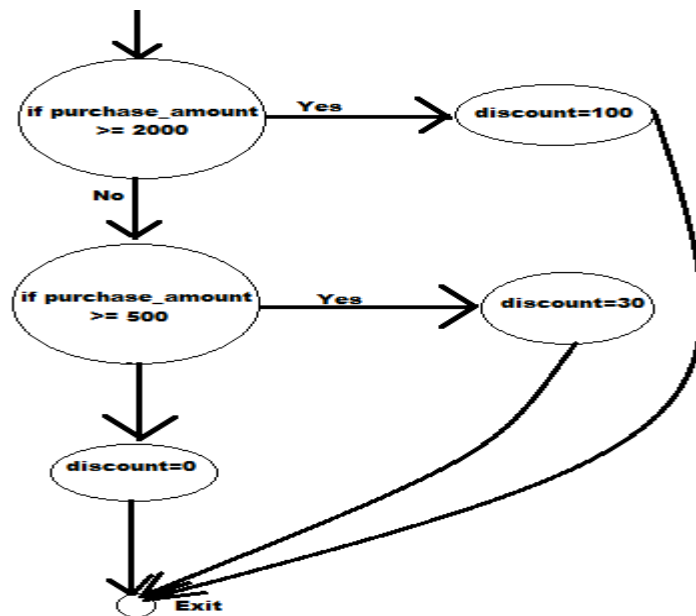 if purchase_amount
>= 2000
Yes
discount=100
No
if purchase_amount
>= 500
Yes
discount=30
discount=0
Exit